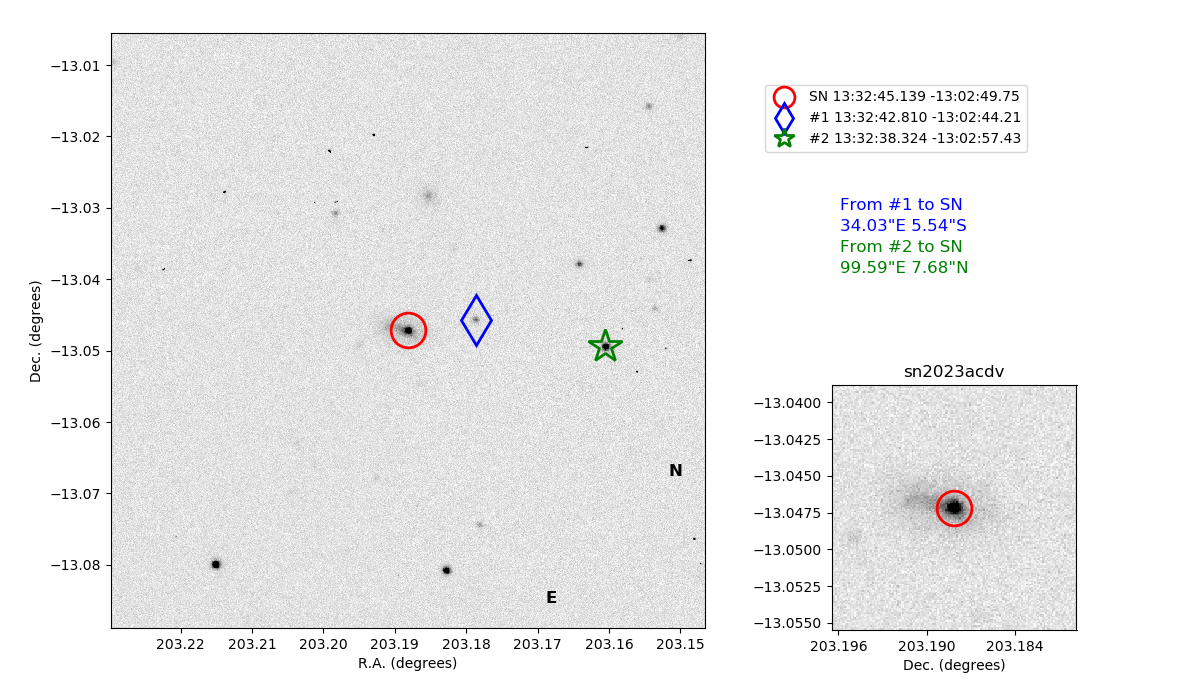 −13.01
−13.02
−13.03
−13.04
−13.05
−13.06
−13.07
−13.08
Dec. (degrees)
203.22
203.21
203.20
203.19
203.18
203.17
203.16
203.15
R.A. (degrees)
N
E
SN 13:32:45.139 -13:02:49.75
#1 13:32:42.810 -13:02:44.21
#2 13:32:38.324 -13:02:57.43
From #1 to SN
34.03"E 5.54"S
From #2 to SN
99.59"E 7.68"N
sn2023acdv
−13.0400
−13.0425
−13.0450
−13.0475
−13.0500
−13.0525
−13.0550
203.196
203.190
203.184
Dec. (degrees)